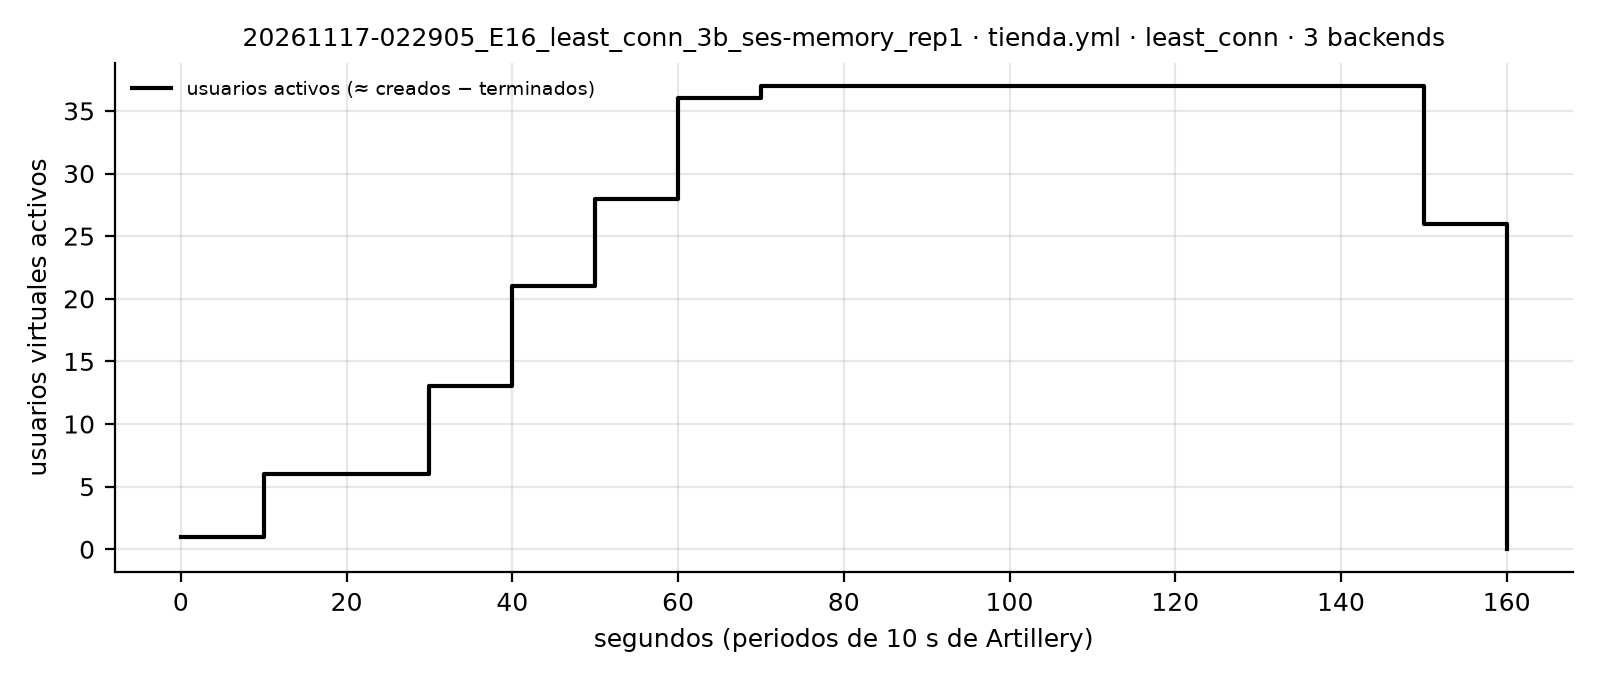 20261117-022905_E16_least_conn_3b_ses-memory_rep1 · tienda.yml · least_conn · 3 backends
usuarios activos (≈ creados − terminados)
usuarios virtuales activos
35
30
25
20
15
10
5
0
0 20 40 60 80 100 120 140 160
segundos (periodos de 10 s de Artillery)